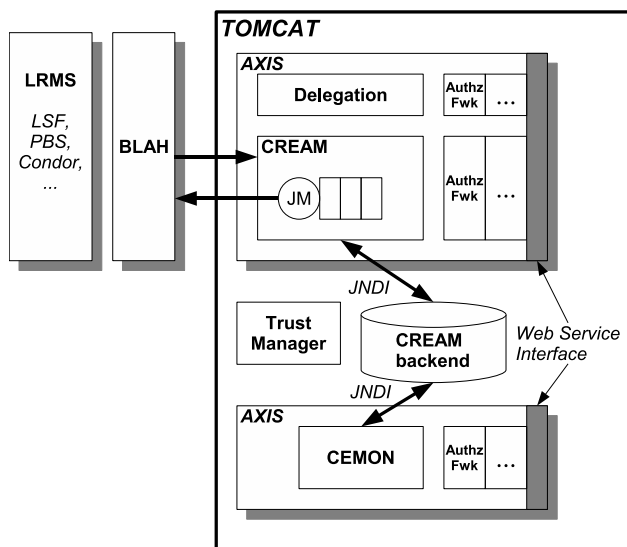 TOMCAT
LRMS
LSF,
PBS,
Condor,
...
BLAH
AXIS
Delegation
Authz
Fwk
...
CREAM
JM
Authz
Fwk
...
JNDI
Trust
Manager
CREAM
backend
Web Service
Interface
JNDI
AXIS
CEMON
Authz
Fwk
...